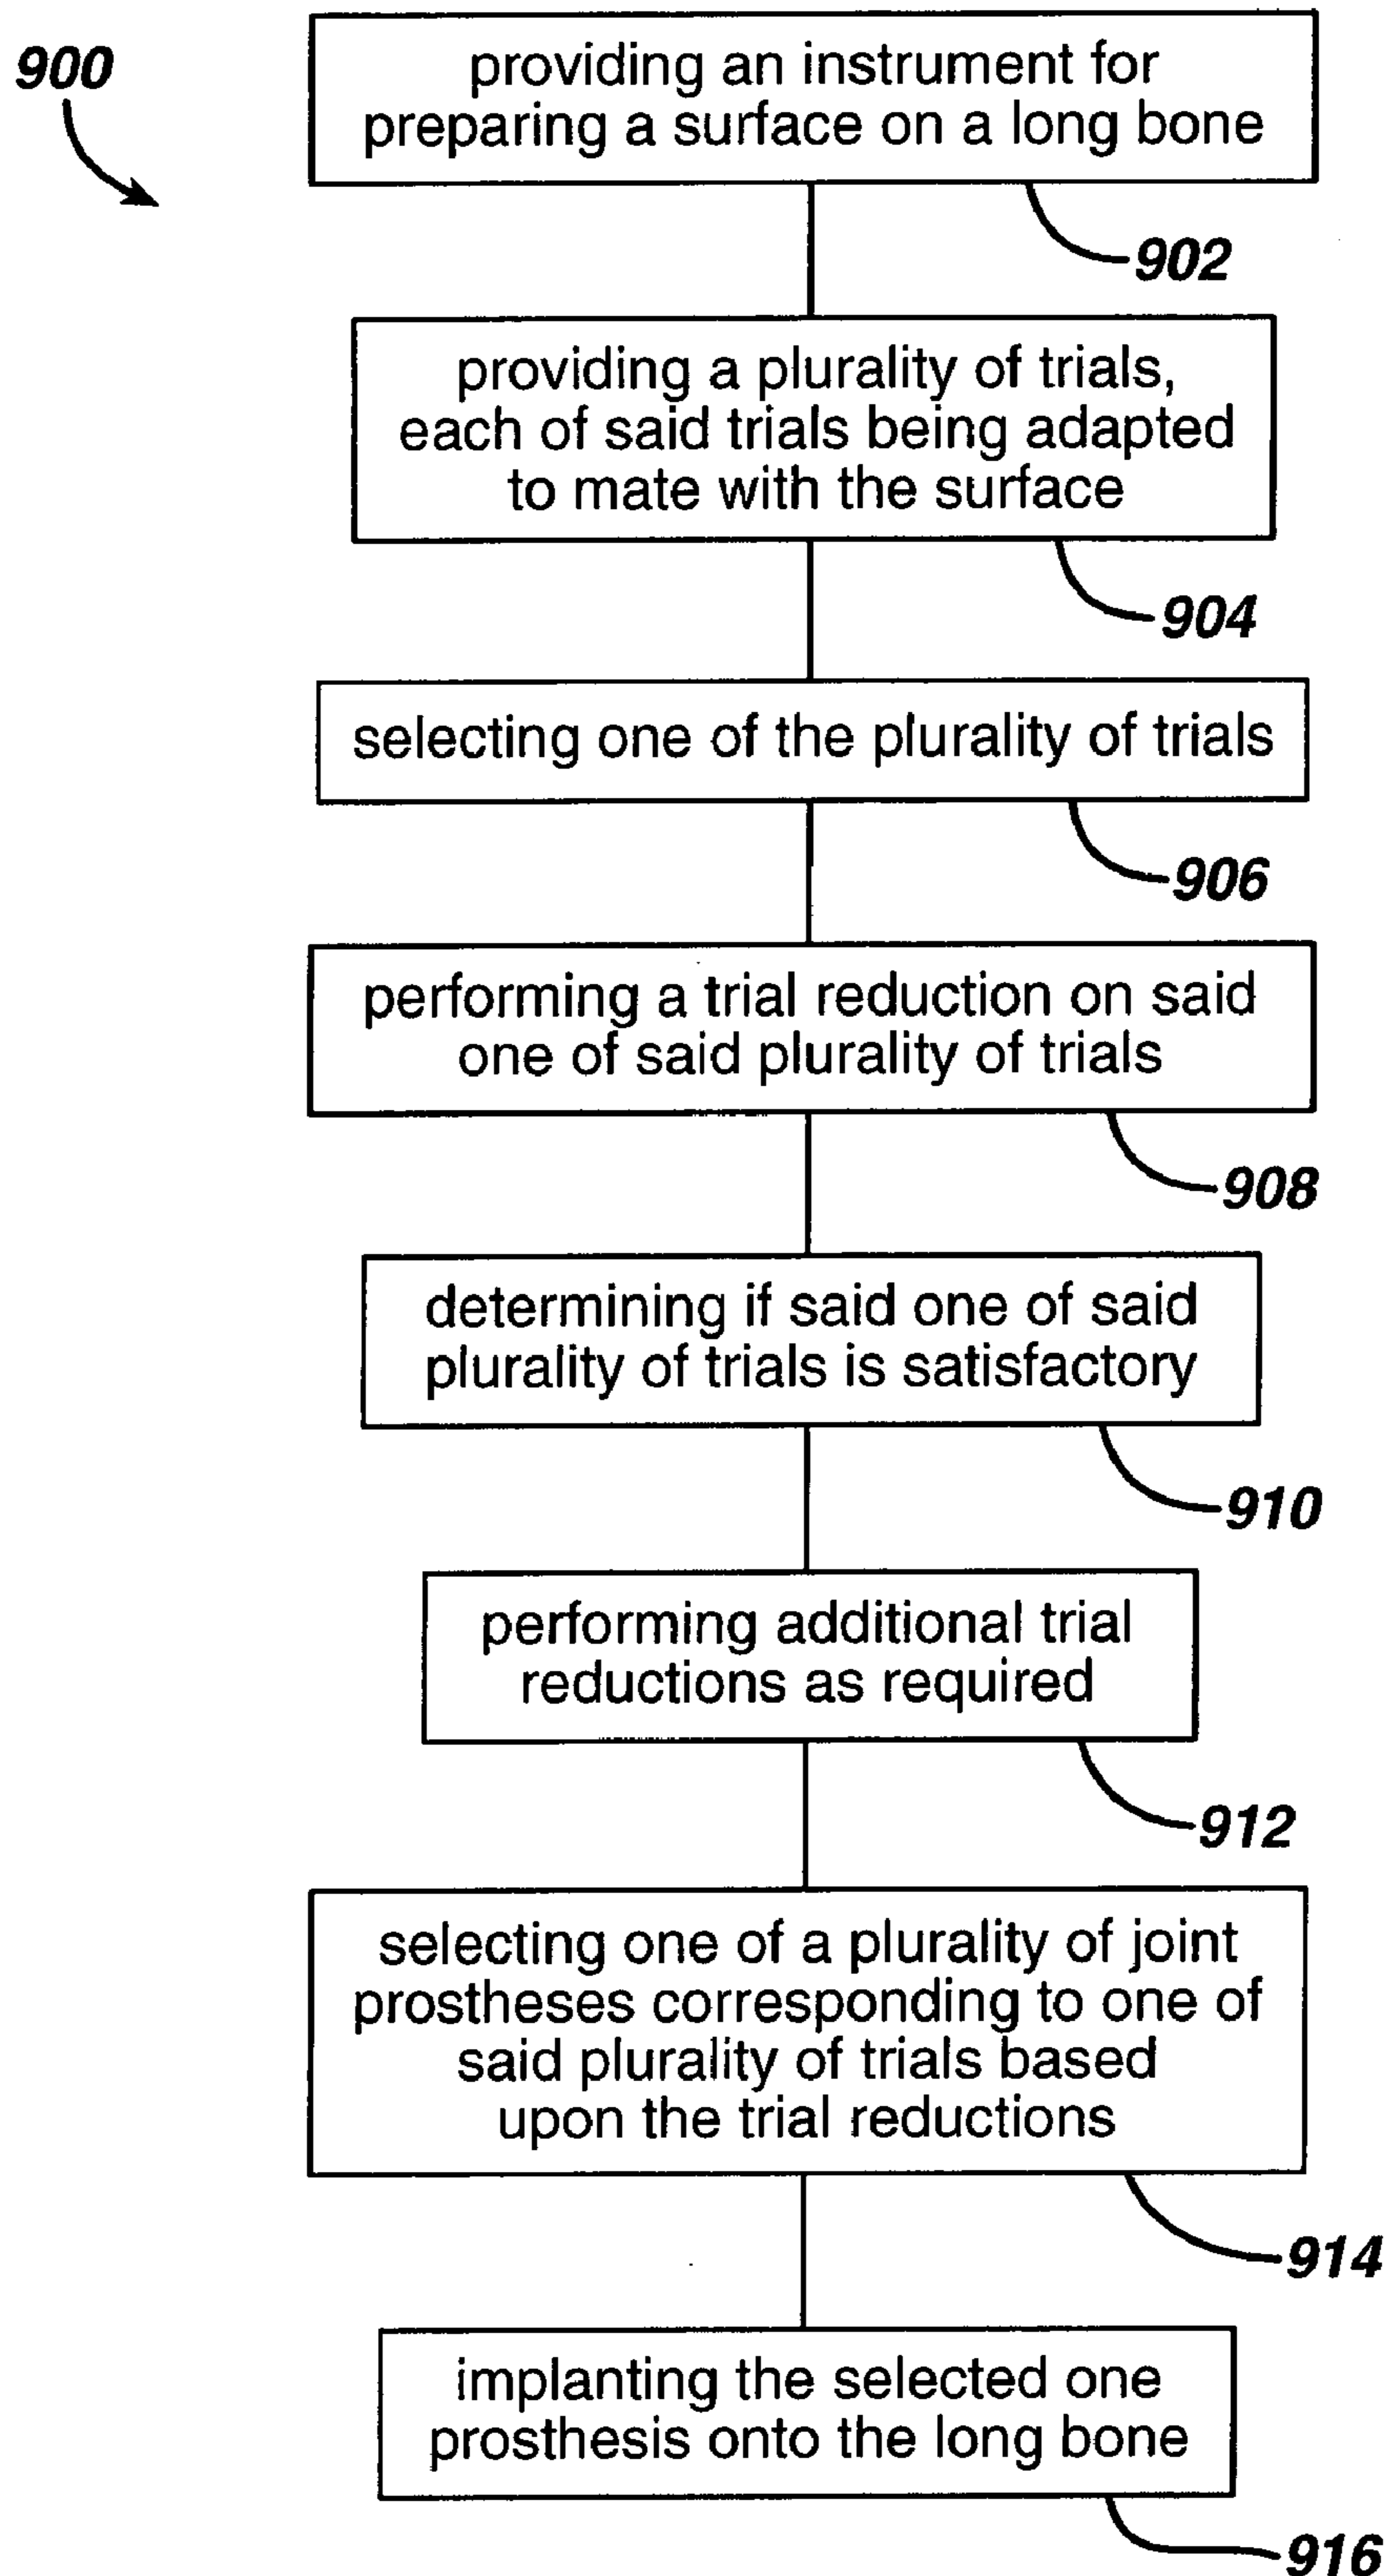 900
providing an instrument for
preparing a surface on a long bone
902
providing a plurality of trials,
each of said trials being adapted
to mate with the surface
904
selecting one of the plurality of trials
906
performing a trial reduction on said
one of said plurality of trials
908
determining if said one of said
plurality of trials is satisfactory
910
performing additional trial
reductions as required
912
selecting one of a plurality of joint
prostheses corresponding to one of
said plurality of trials based
upon the trial reductions
914
implanting the selected one
prosthesis onto the long bone
916